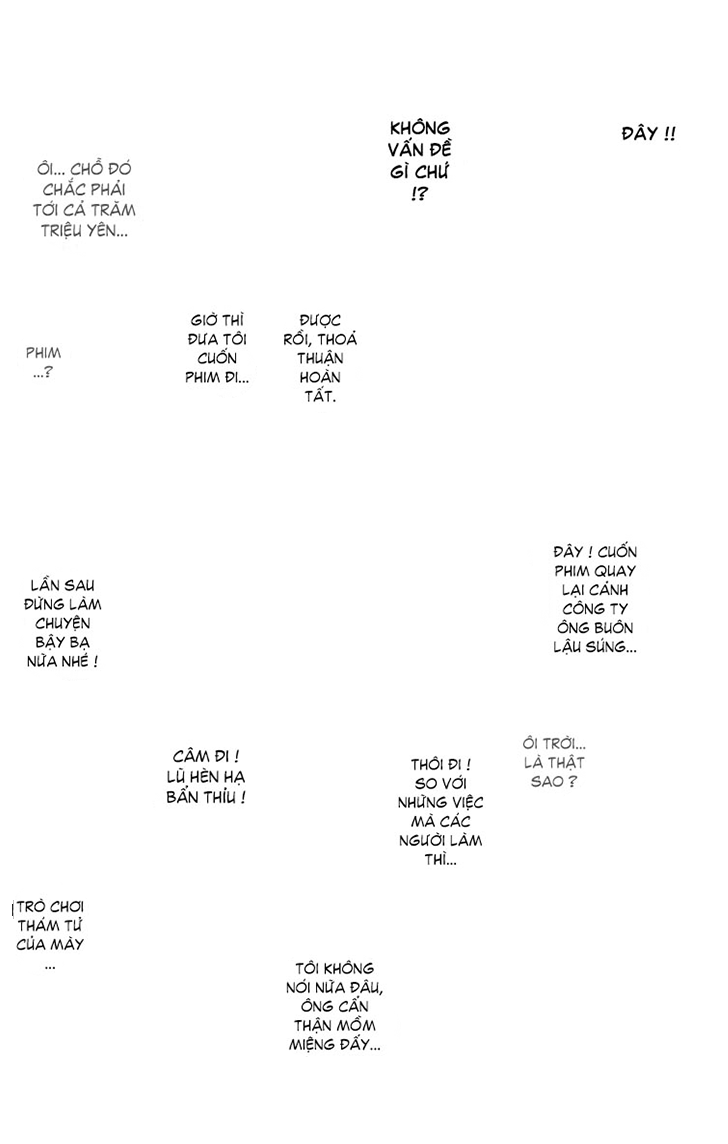 ĐÂY !!
KHÔNG
VẤN ĐỀ
GÌ CHỨ
!?
ÔI... CHỖ ĐÓ
CHẮC PHẢI
TỚI CẢ TRĂM
TRIỆU YÊN...
ĐƯỢC
RỒI, THOẢ
THUẬN
HOÀN
TẤT.
GIỜ THÌ
ĐƯA TÔI
CUỐN
PHIM ĐI...
PHIM
...?
ĐÂY ! CUỐN
PHIM QUAY
LẠI CẢNH
CÔNG TY
ÔNG BUÔN
LẬU SÚNG...
LẦN SAU
ĐỪNG LÀM
CHUYỆN
BẬY BẠ
NỮA NHÉ !
ÔI TRỜI...
LÀ THẬT
SAO ?
THÔI ĐI !
SO VỚI
NHỮNG VIỆC
MÀ CÁC
NGƯỜI LÀM
THÌ...
CÂM ĐI !
LŨ HÈN HẠ
BẨN THỈU !
TÔI KHÔNG
NÓI NỮA ĐÂU,
ÔNG CẨN
THẬN MỒM
MIỆNG ĐẤY...
TRÒ CHƠI
THÁM TỬ
CỦA MÀY
...